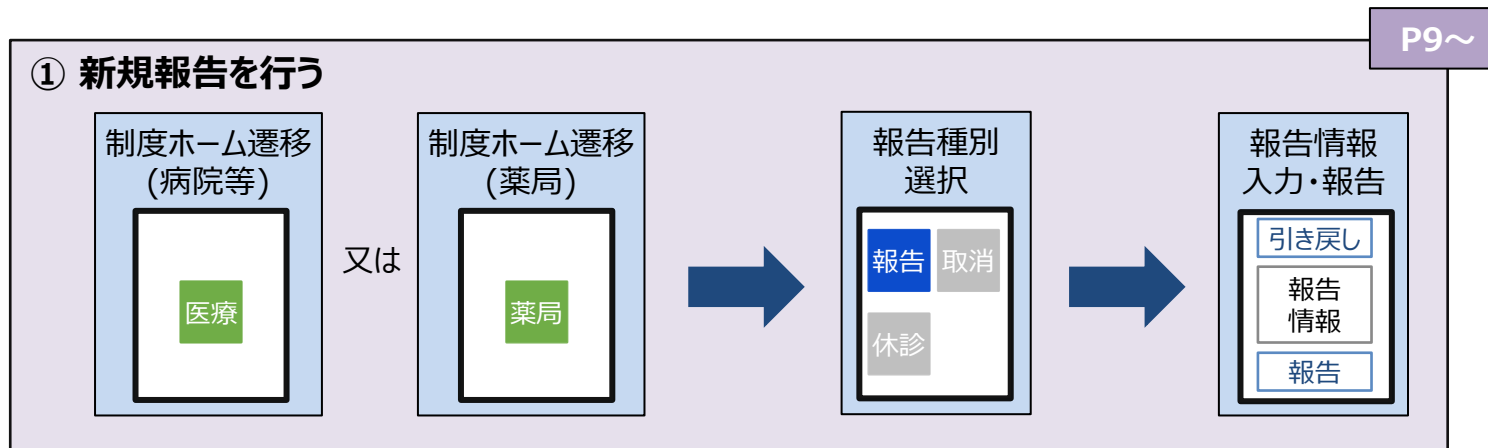 P9～
① 新規報告を行う
制度ホーム遷移
(病院等)
医療
又は
制度ホーム遷移
(薬局)
薬局
報告種別
選択
報告 取消
休診
報告情報
入力・報告
引き戻し
報告
情報
報告